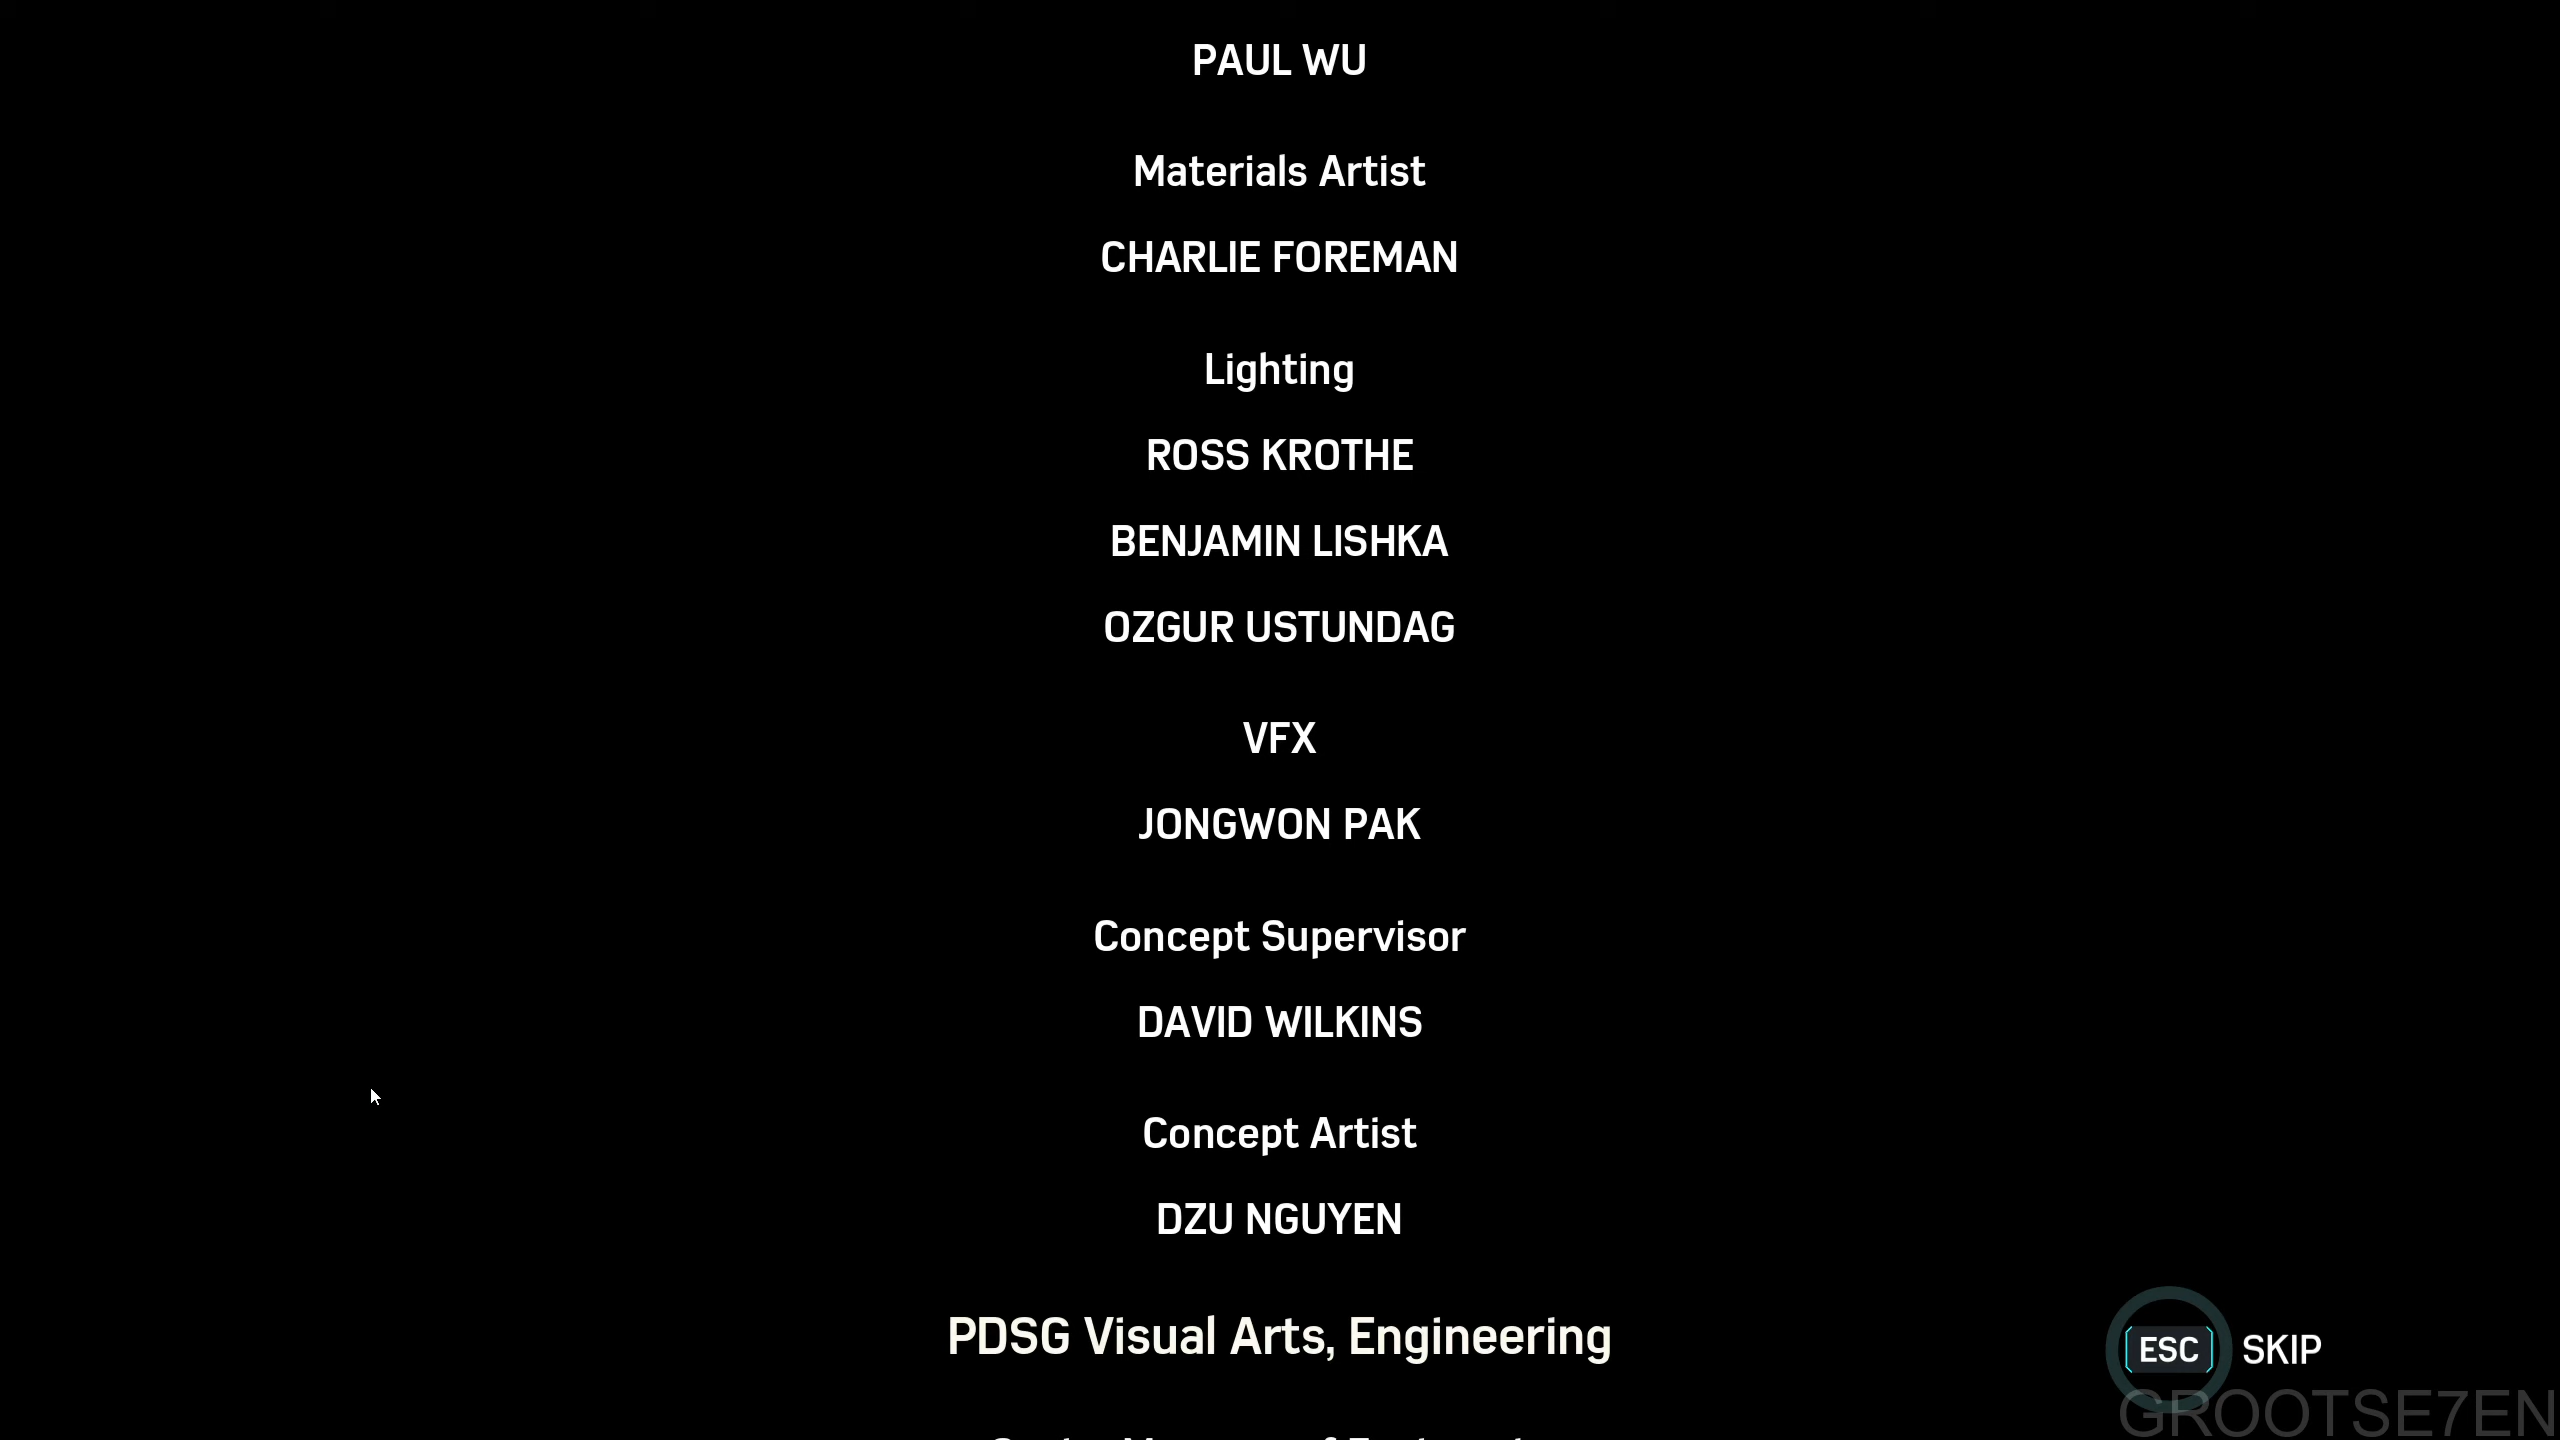 PAUL WU
Materials Artist
CHARLIE FOREMAN
Lighting
ROSS KROTHE
BENJAMIN LISHKA
OZGUR USTUNDAG
VFX
JONGWON PAK
Concept Supervisor
DAVID WILKINS
Concept Artist
DZU NGUYEN
PDSG Visual Arts, Engineering
ESC SKIP
GROOTSE7EN